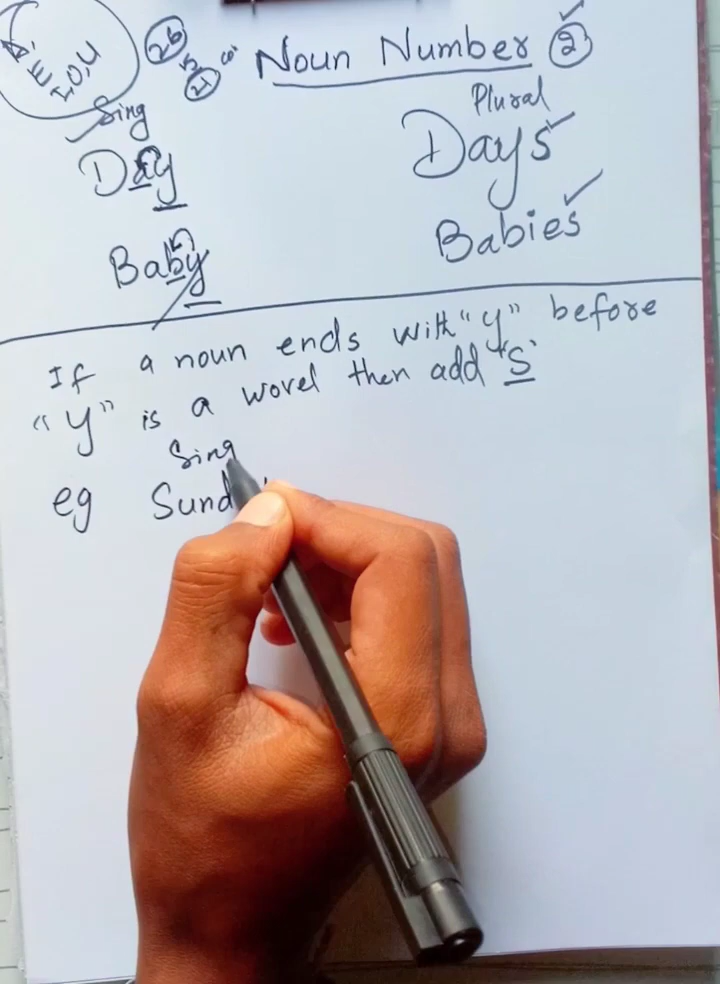 A, E
I, O, U
26
5
21
Noun Number 2
Sing
Plural
Day
Days
Baby
Babies
If a noun ends with "y" before
"y" is a wovel then add "S"
Sing
eg Sund